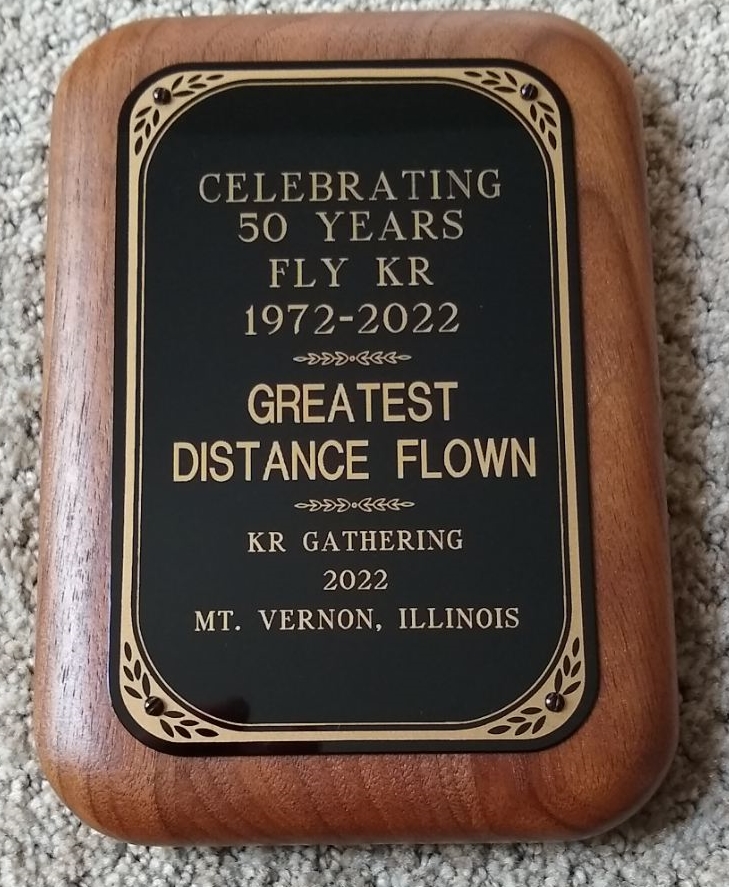 CELEBRATING
50 YEARS
FLY KR
1972-2022
GREATEST
DISTANCE FLOWN
KR GATHERING
2022
MT. VERNON, ILLINOIS